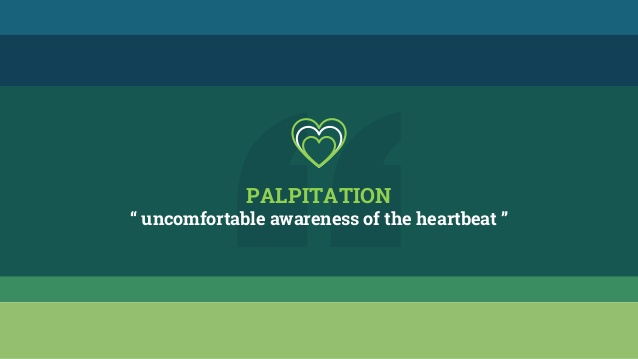 PALPITATION
“ uncomfortable awareness of the heartbeat ”